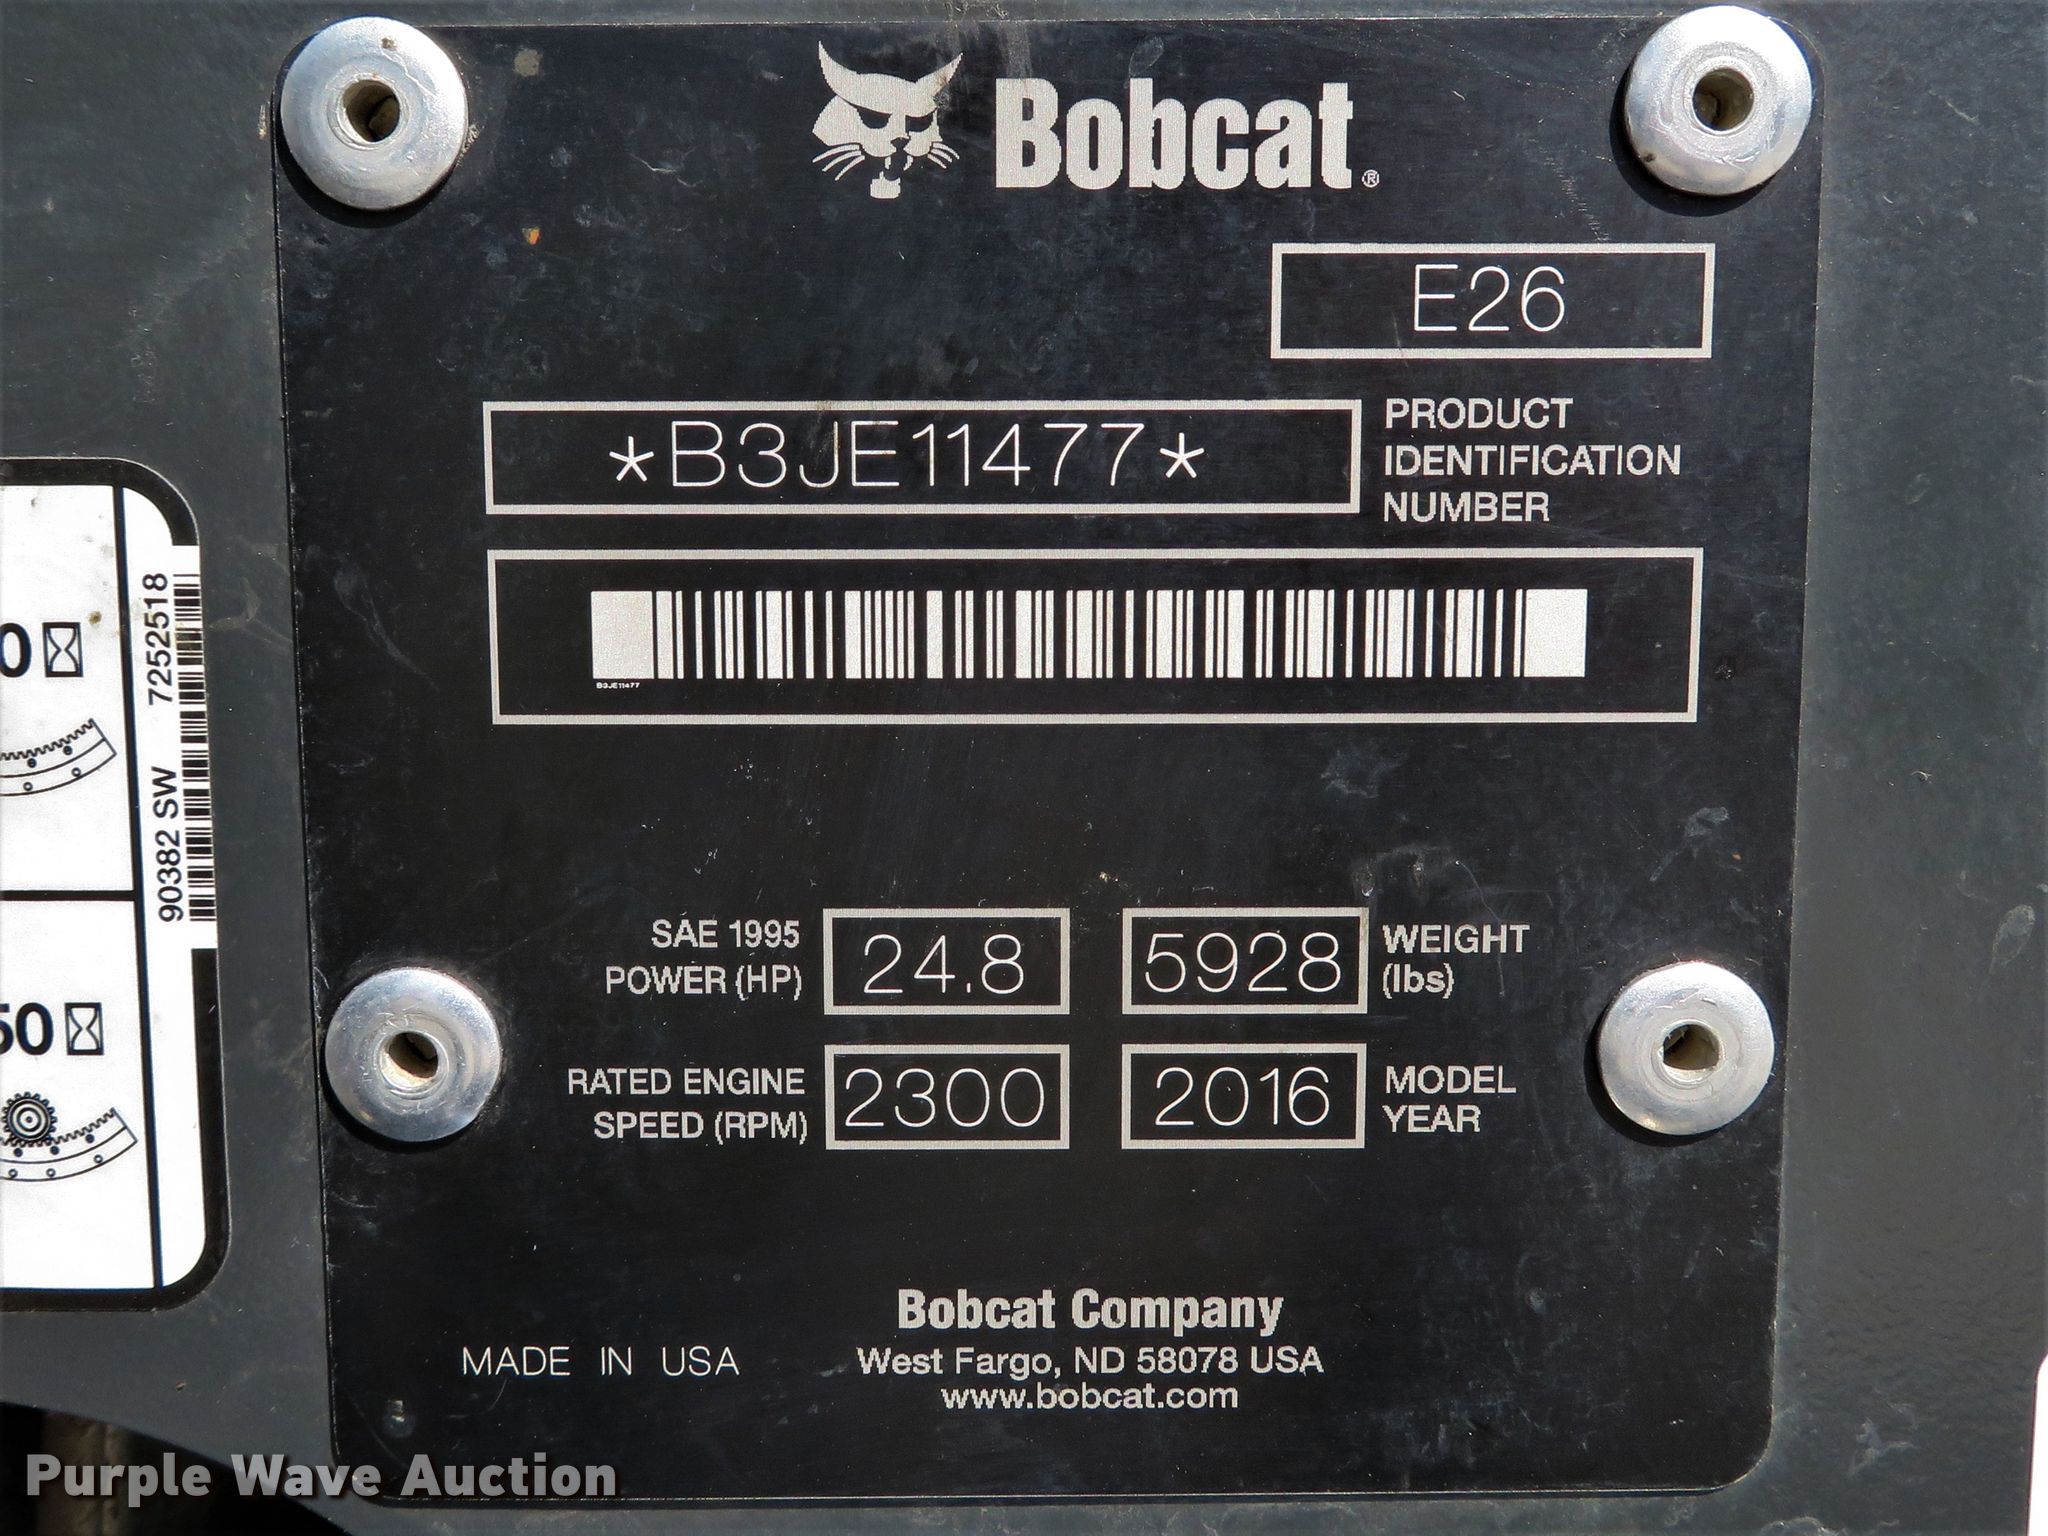 Bobcat®
E26
*B3JE11477*
PRODUCT
IDENTIFICATION
NUMBER
B3JE11477
SAE 1995
POWER (HP)
24.8
5928
WEIGHT
(lbs)
RATED ENGINE
SPEED (RPM)
2300
2016
MODEL
YEAR
Bobcat Company
MADE IN USA
West Fargo, ND 58078 USA
www.bobcat.com
90382 SW 7252518
0
50
Purple Wave Auction